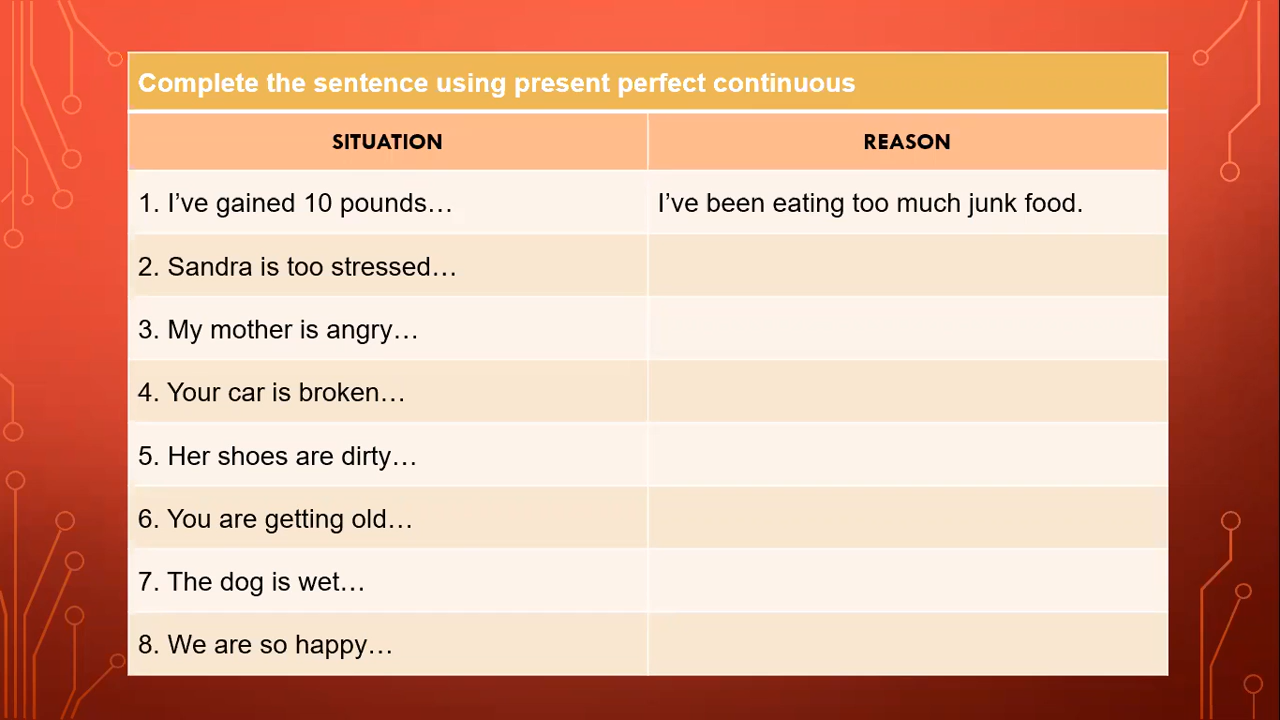 Complete the sentence using present perfect continuous
SITUATION REASON
1. I’ve gained 10 pounds… I’ve been eating too much junk food.
2. Sandra is too stressed…
3. My mother is angry…
4. Your car is broken…
5. Her shoes are dirty…
6. You are getting old…
7. The dog is wet…
8. We are so happy…